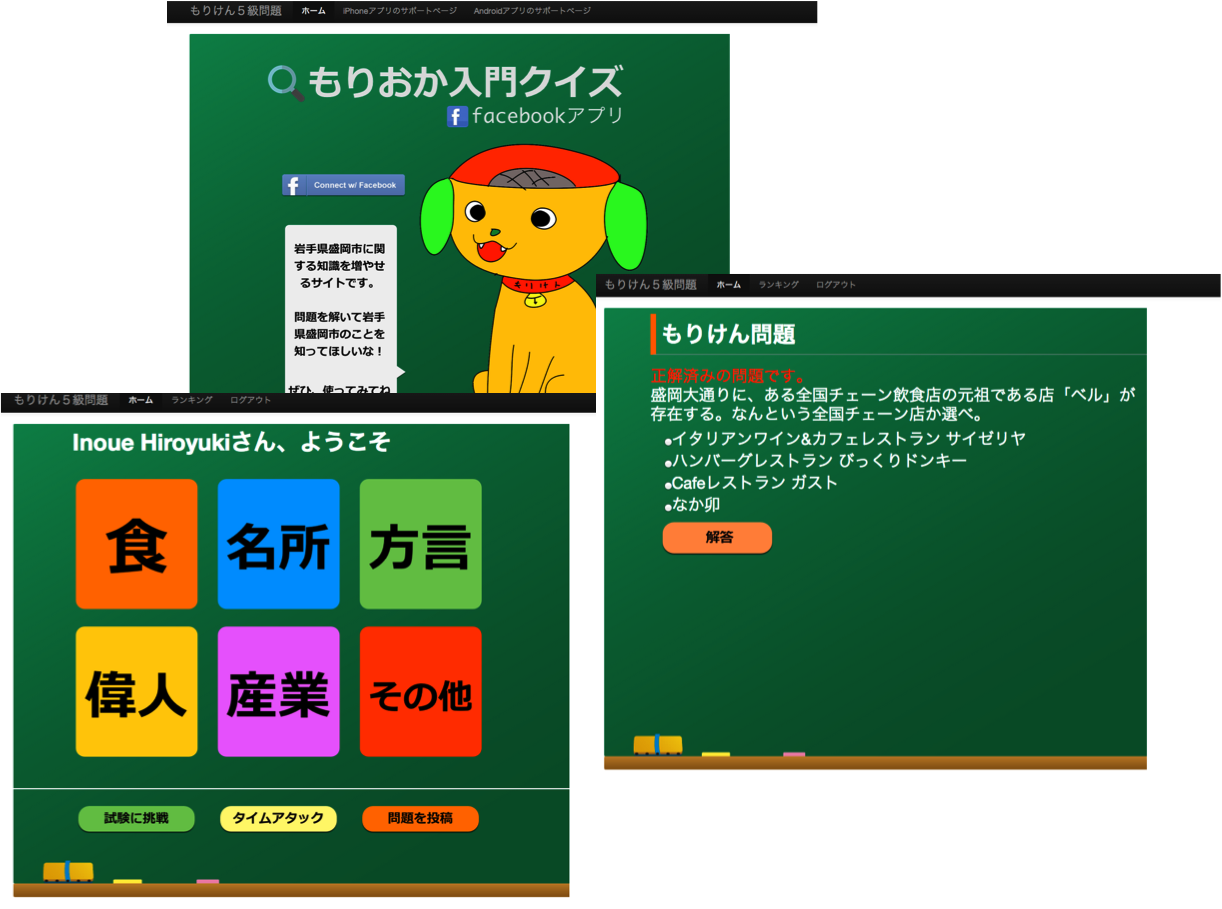 もりけん５級問題 ホーム iPhoneアプリのサポートページ Androidアプリのサポートページ
もりおか入門クイズ
facebookアプリ
Connect w/ Facebook
岩手県盛岡市に関
する知識を増やせ
るサイトです。
問題を解いて岩手
県盛岡市のことを
知ってほしいな！
ぜひ、使ってみてね
もりけん
もりけん５級問題 ホーム ランキング ログアウト
もりけん問題
正解済みの問題です。
盛岡大通りに、ある全国チェーン飲食店の元祖である店「ベル」が
存在する。なんという全国チェーン店か選べ。
●イタリアンワイン&カフェレストラン サイゼリヤ
●ハンバーグレストラン びっくりドンキー
●Cafeレストラン ガスト
●なか卯
解答
もりけん５級問題 ホーム ランキング ログアウト
Inoue Hiroyukiさん、ようこそ
食 名所 方言
偉人 産業 その他
試験に挑戦 タイムアタック 問題を投稿